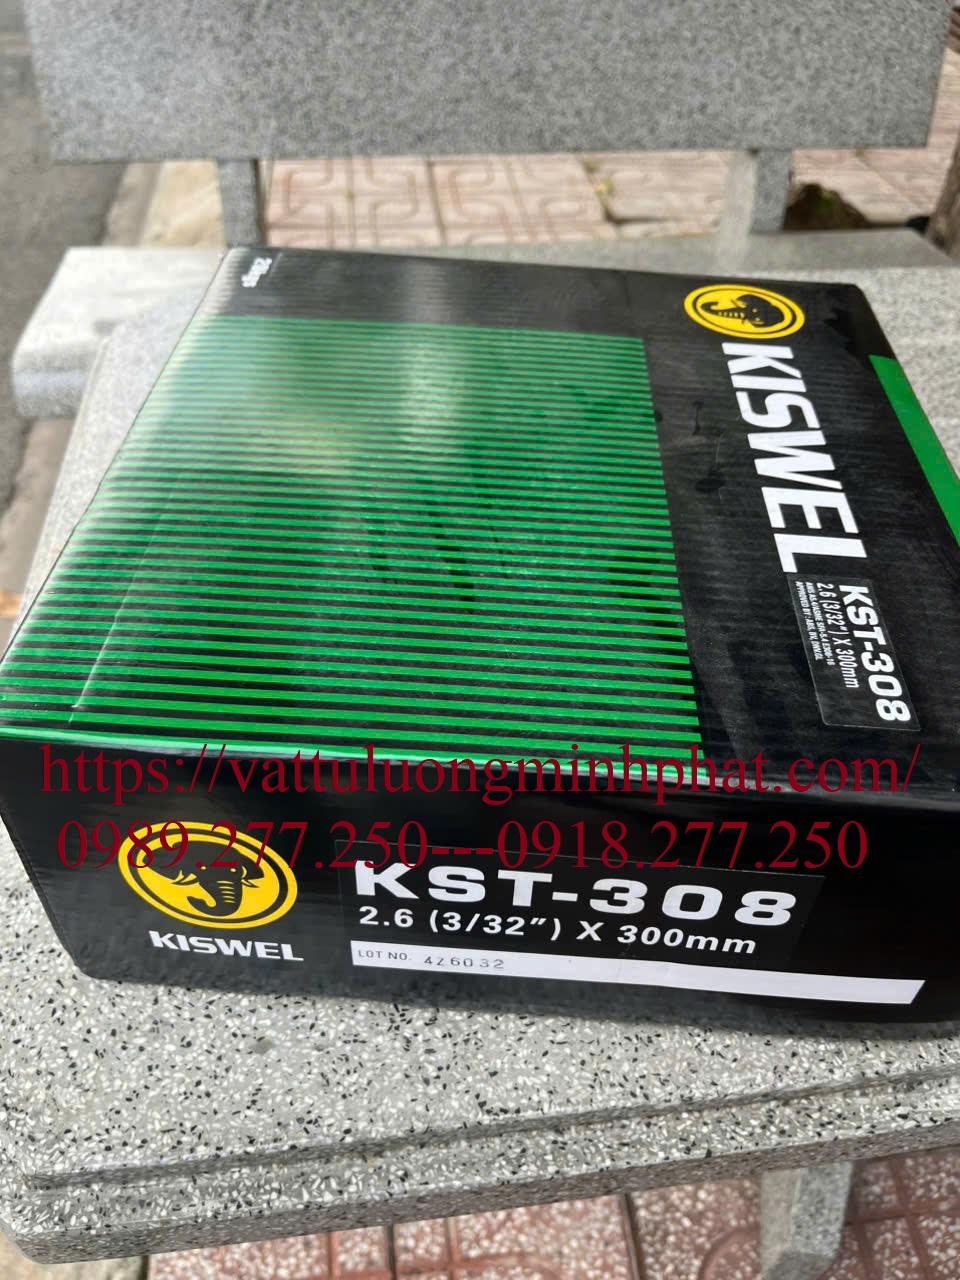 20kgs
KISWEL
KST-308
2.6 (3/32") X 300mm
https://vattuluongminhphat.com/
0989.277.250---0918.277.250
KST-308
2.6 (3/32") X 300mm
KISWEL
LOT NO. 4Z6032